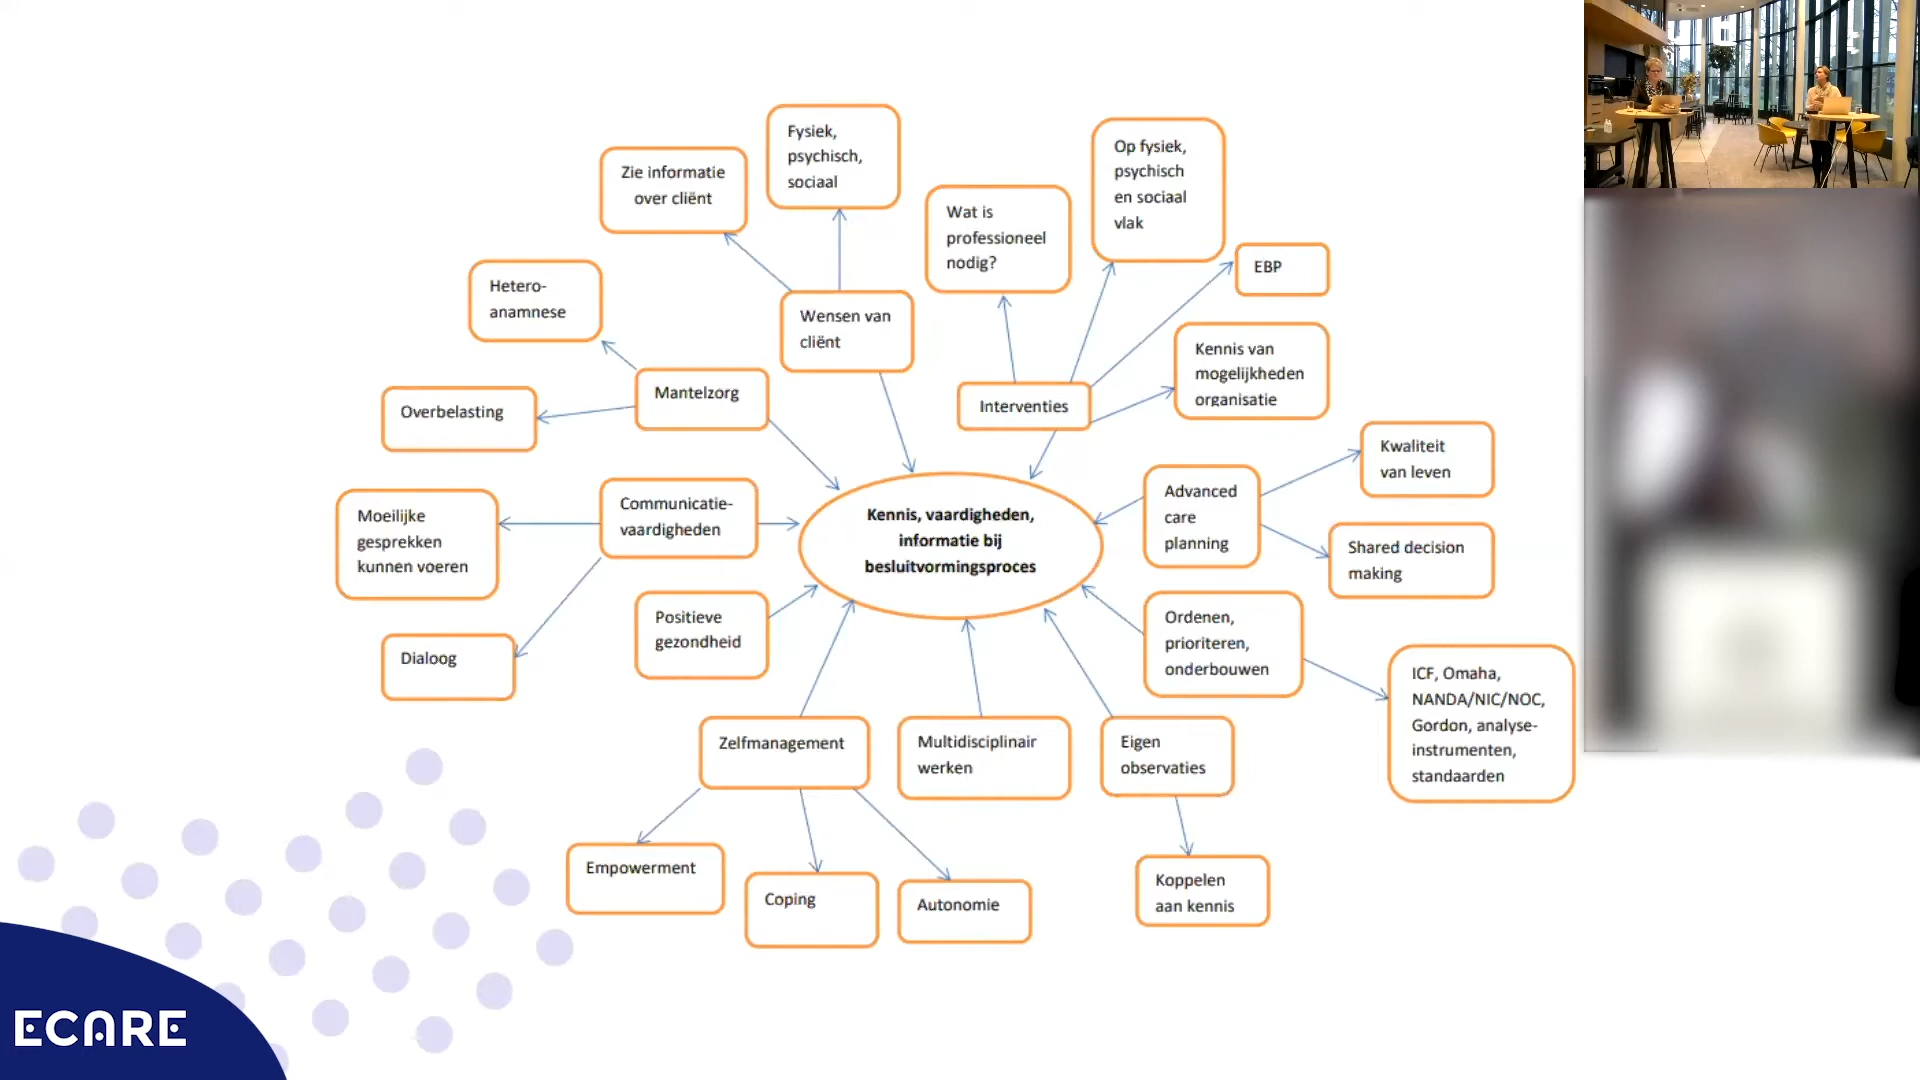 Fysiek,
psychisch,
sociaal
Zie informatie
over cliënt
Op fysiek,
psychisch
en sociaal
vlak
Wat is
professioneel
nodig?
EBP
Hetero-
anamnese
Wensen van
cliënt
Kennis van
mogelijkheden
organisatie
Mantelzorg
Overbelasting
Interventies
Kwaliteit
van leven
Communicatie-
vaardigheden
Moeilijke
gesprekken
kunnen voeren
Kennis, vaardigheden,
informatie bij
besluitvormingsproces
Advanced
care
planning
Shared decision
making
Positieve
gezondheid
Dialoog
Ordenen,
prioriteren,
onderbouwen
ICF, Omaha,
NANDA/NIC/NOC,
Gordon, analyse-
instrumenten,
standaarden
Zelfmanagement
Multidisciplinair
werken
Eigen
observaties
Empowerment
Coping
Autonomie
Koppelen
aan kennis
ECARE